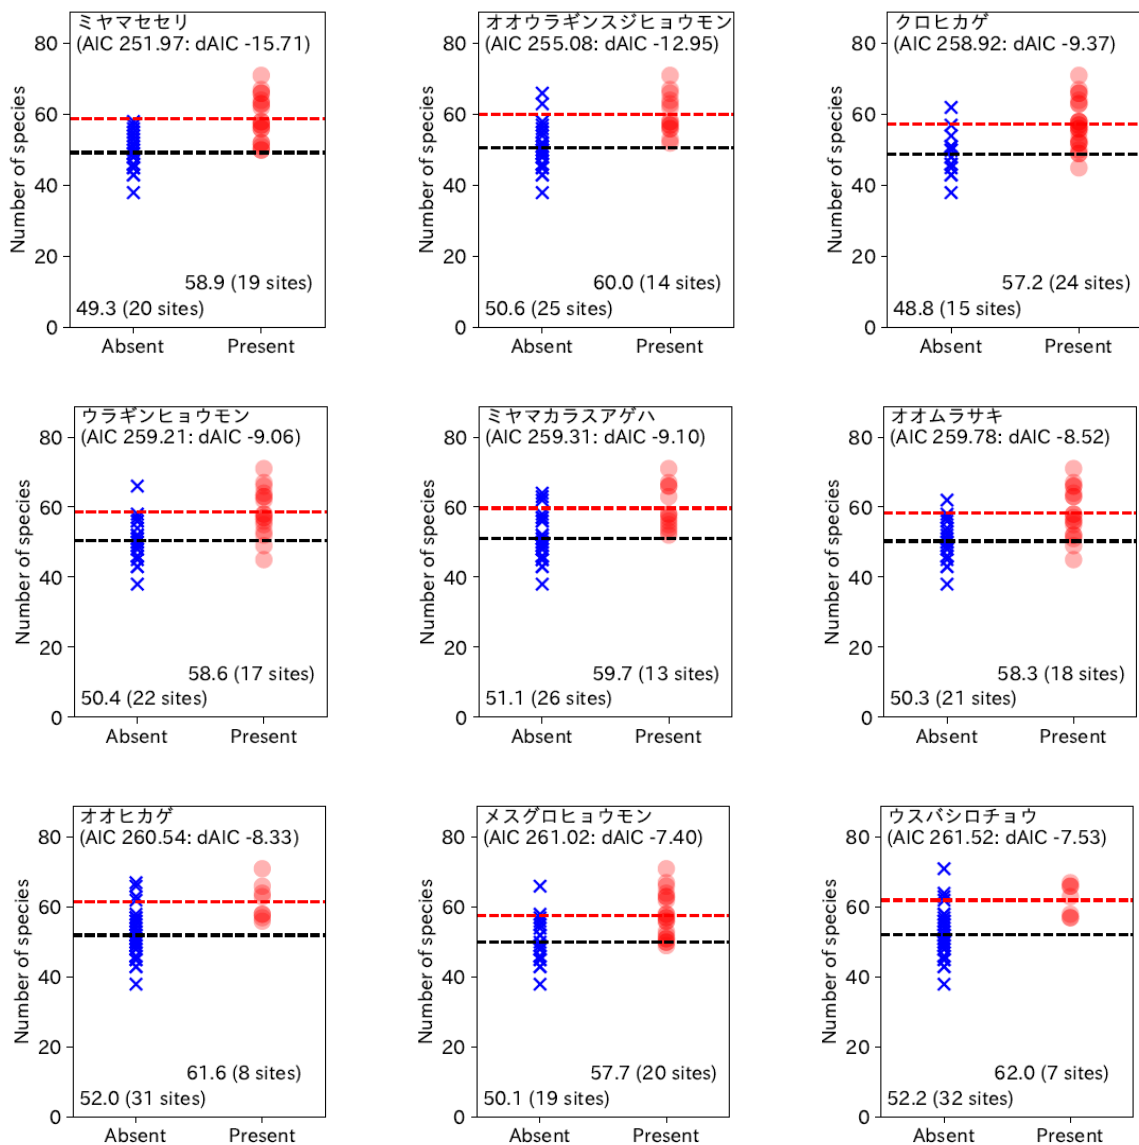 ミヤマセセリ
(AIC 251.97: dAIC -15.71)
80
60
40
20
0
Number of species
58.9 (19 sites)
49.3 (20 sites)
Absent Present
オオウラギンスジヒョウモン
(AIC 255.08: dAIC -12.95)
80
60
40
20
0
Number of species
60.0 (14 sites)
50.6 (25 sites)
Absent Present
クロヒカゲ
(AIC 258.92: dAIC -9.37)
80
60
40
20
0
Number of species
57.2 (24 sites)
48.8 (15 sites)
Absent Present
ウラギンヒョウモン
(AIC 259.21: dAIC -9.06)
80
60
40
20
0
Number of species
58.6 (17 sites)
50.4 (22 sites)
Absent Present
ミヤマカラスアゲハ
(AIC 259.31: dAIC -9.10)
80
60
40
20
0
Number of species
59.7 (13 sites)
51.1 (26 sites)
Absent Present
オオムラサキ
(AIC 259.78: dAIC -8.52)
80
60
40
20
0
Number of species
58.3 (18 sites)
50.3 (21 sites)
Absent Present
オオヒカゲ
(AIC 260.54: dAIC -8.33)
80
60
40
20
0
Number of species
61.6 (8 sites)
52.0 (31 sites)
Absent Present
メスグロヒョウモン
(AIC 261.02: dAIC -7.40)
80
60
40
20
0
Number of species
57.7 (20 sites)
50.1 (19 sites)
Absent Present
ウスバシロチョウ
(AIC 261.52: dAIC -7.53)
80
60
40
20
0
Number of species
62.0 (7 sites)
52.2 (32 sites)
Absent Present